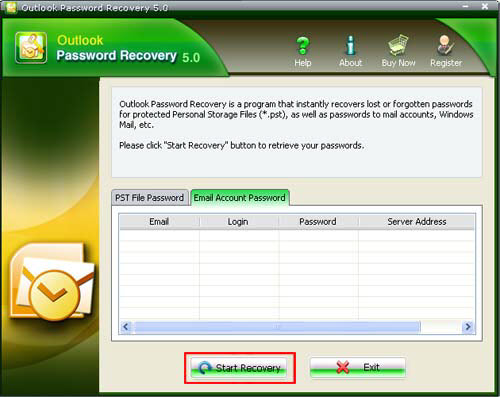 Outlook Password Recovery 5.0
Outlook
Password Recovery 5.0
Help
About
Buy Now
Register
Outlook Password Recovery is a program that instantly recovers lost or forgotten passwords
for protected Personal Storage Files (*.pst), as well as passwords to mail accounts, Windows
Mail, etc.
Please click "Start Recovery" button to retrieve your passwords.
PST File Password
Email Account Password
Email Login Password Server Address
Start Recovery
Exit